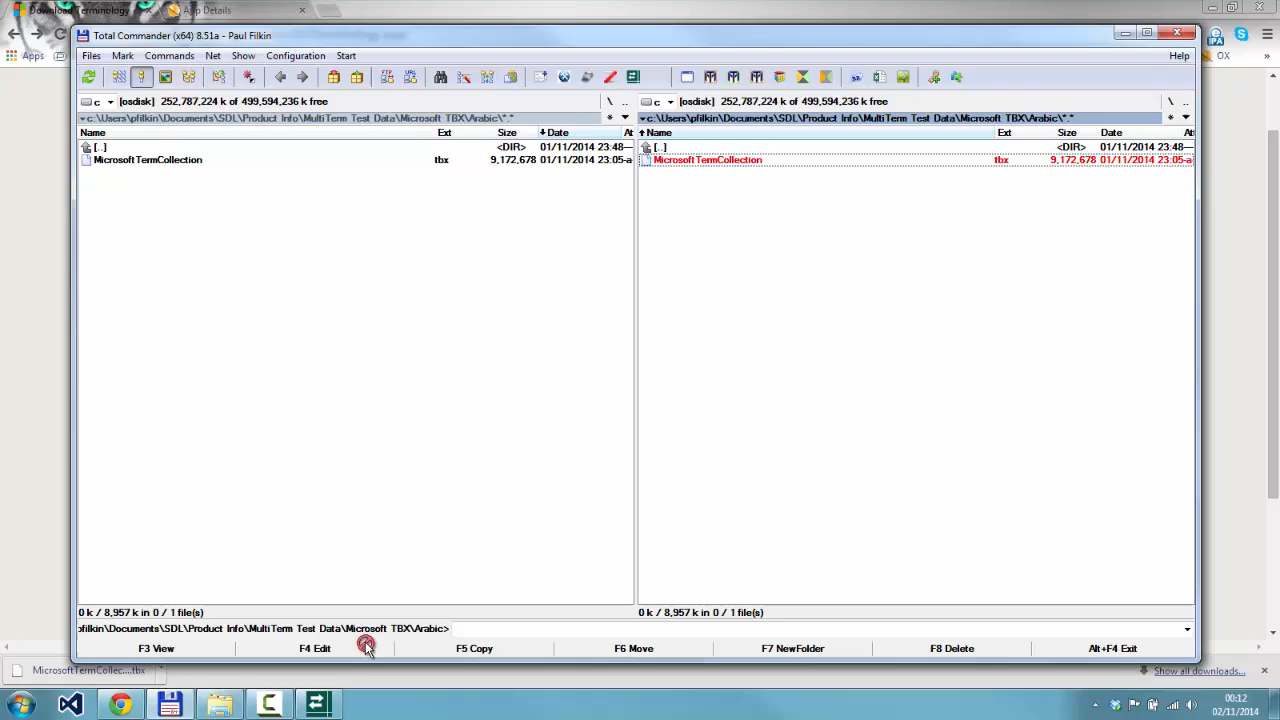 Download Terminology
App Details
Total Commander (x64) 8.51a - Paul Filkin
Apps
OX
Files Mark Commands Net Show Configuration Start Help
c [osdisk] 252,787,224 k of 499,594,236 k free \ ..
c [osdisk] 252,787,224 k of 499,594,236 k free \ ..
c:\Users\pfilkin\Documents\SDL\Product Info\MultiTerm Test Data\Microsoft TBX\Arabic\*.*
c:\Users\pfilkin\Documents\SDL\Product Info\MultiTerm Test Data\Microsoft TBX\Arabic\*.*
Name Ext Size Date At
Name Ext Size Date At
[..] <DIR> 01/11/2014 23:48—
[..] <DIR> 01/11/2014 23:48—
MicrosoftTermCollection tbx 9,172,678 01/11/2014 23:05-a
MicrosoftTermCollection tbx 9,172,678 01/11/2014 23:05-a
0 k / 8,957 k in 0 / 1 file(s)
0 k / 8,957 k in 0 / 1 file(s)
pfilkin\Documents\SDL\Product Info\MultiTerm Test Data\Microsoft TBX\Arabic>
F3 View F4 Edit F5 Copy F6 Move F7 NewFolder F8 Delete Alt+F4 Exit
MicrosoftTermCollec....tbx
Show all downloads...
00:12
02/11/2014